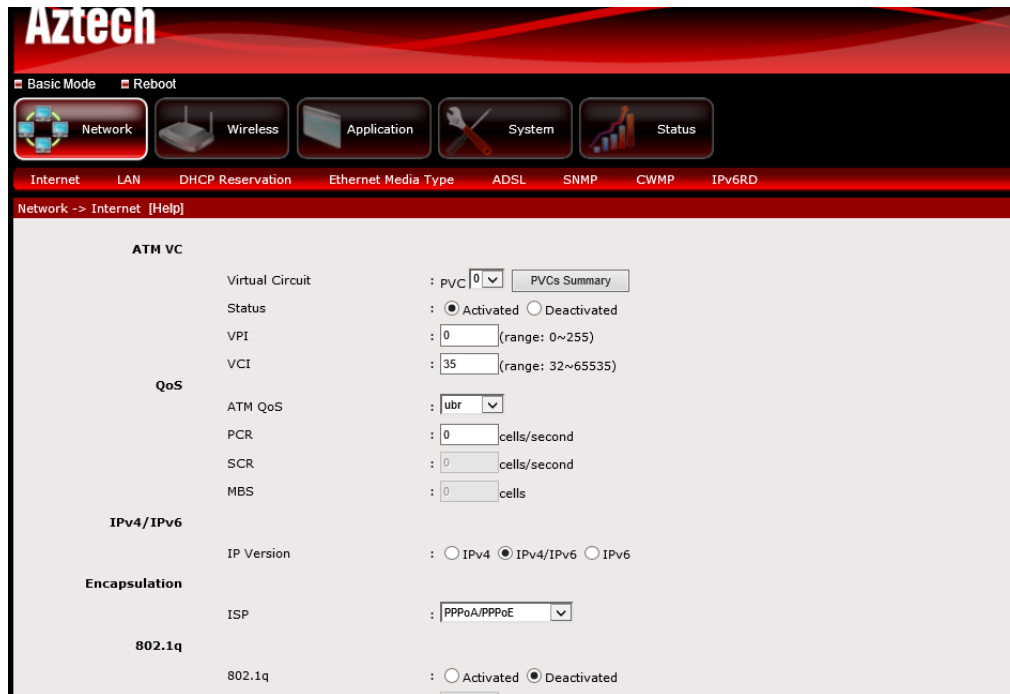 Aztech
Basic Mode Reboot
Network Wireless Application System Status
Internet LAN DHCP Reservation Ethernet Media Type ADSL SNMP CWMP IPv6RD
Network -> Internet [Help]
ATM VC
Virtual Circuit : PVC 0 PVCs Summary
Status : Activated Deactivated
VPI : 0 (range: 0~255)
VCI : 35 (range: 32~65535)
QoS
ATM QoS : ubr
PCR : 0 cells/second
SCR : 0 cells/second
MBS : 0 cells
IPv4/IPv6
IP Version : IPv4 IPv4/IPv6 IPv6
Encapsulation
ISP : PPPoA/PPPoE
802.1q
802.1q : Activated Deactivated